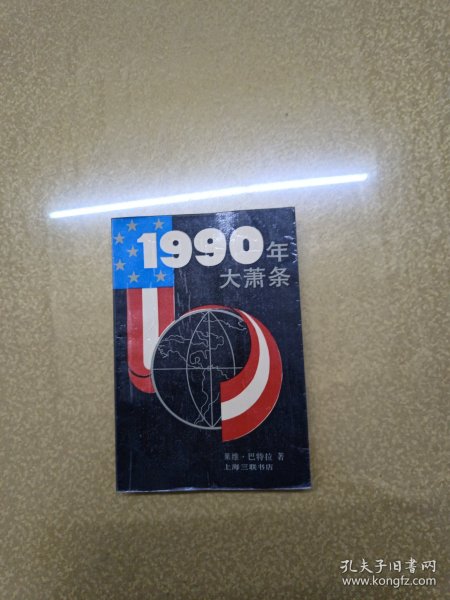 1990年
大萧条
莱维·巴特拉 著
上海三联书店
孔夫子旧书网
www.kongfz.com